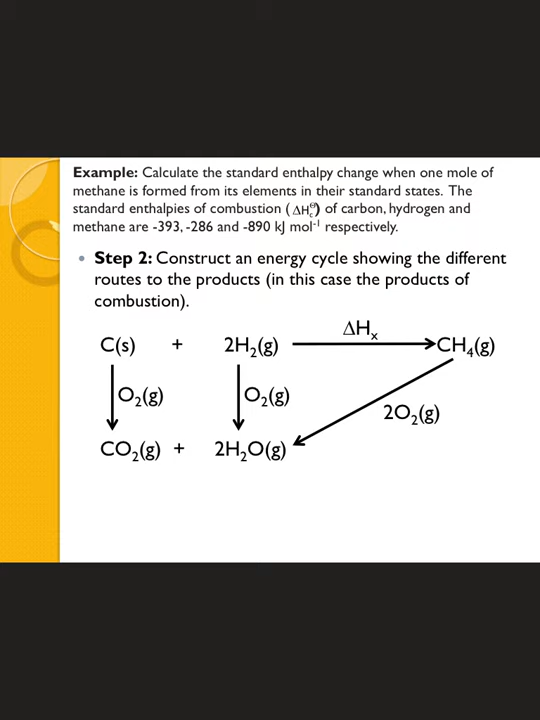 Example: Calculate the standard enthalpy change when one mole of
methane is formed from its elements in their standard states. The
standard enthalpies of combustion (ΔH꜀ᶿ) of carbon, hydrogen and
methane are -393, -286 and -890 kJ mol⁻¹ respectively.
• Step 2: Construct an energy cycle showing the different
routes to the products (in this case the products of
combustion).
ΔHₓ
C(s) + 2H₂(g) CH₄(g)
O₂(g) O₂(g) 2O₂(g)
CO₂(g) + 2H₂O(g)